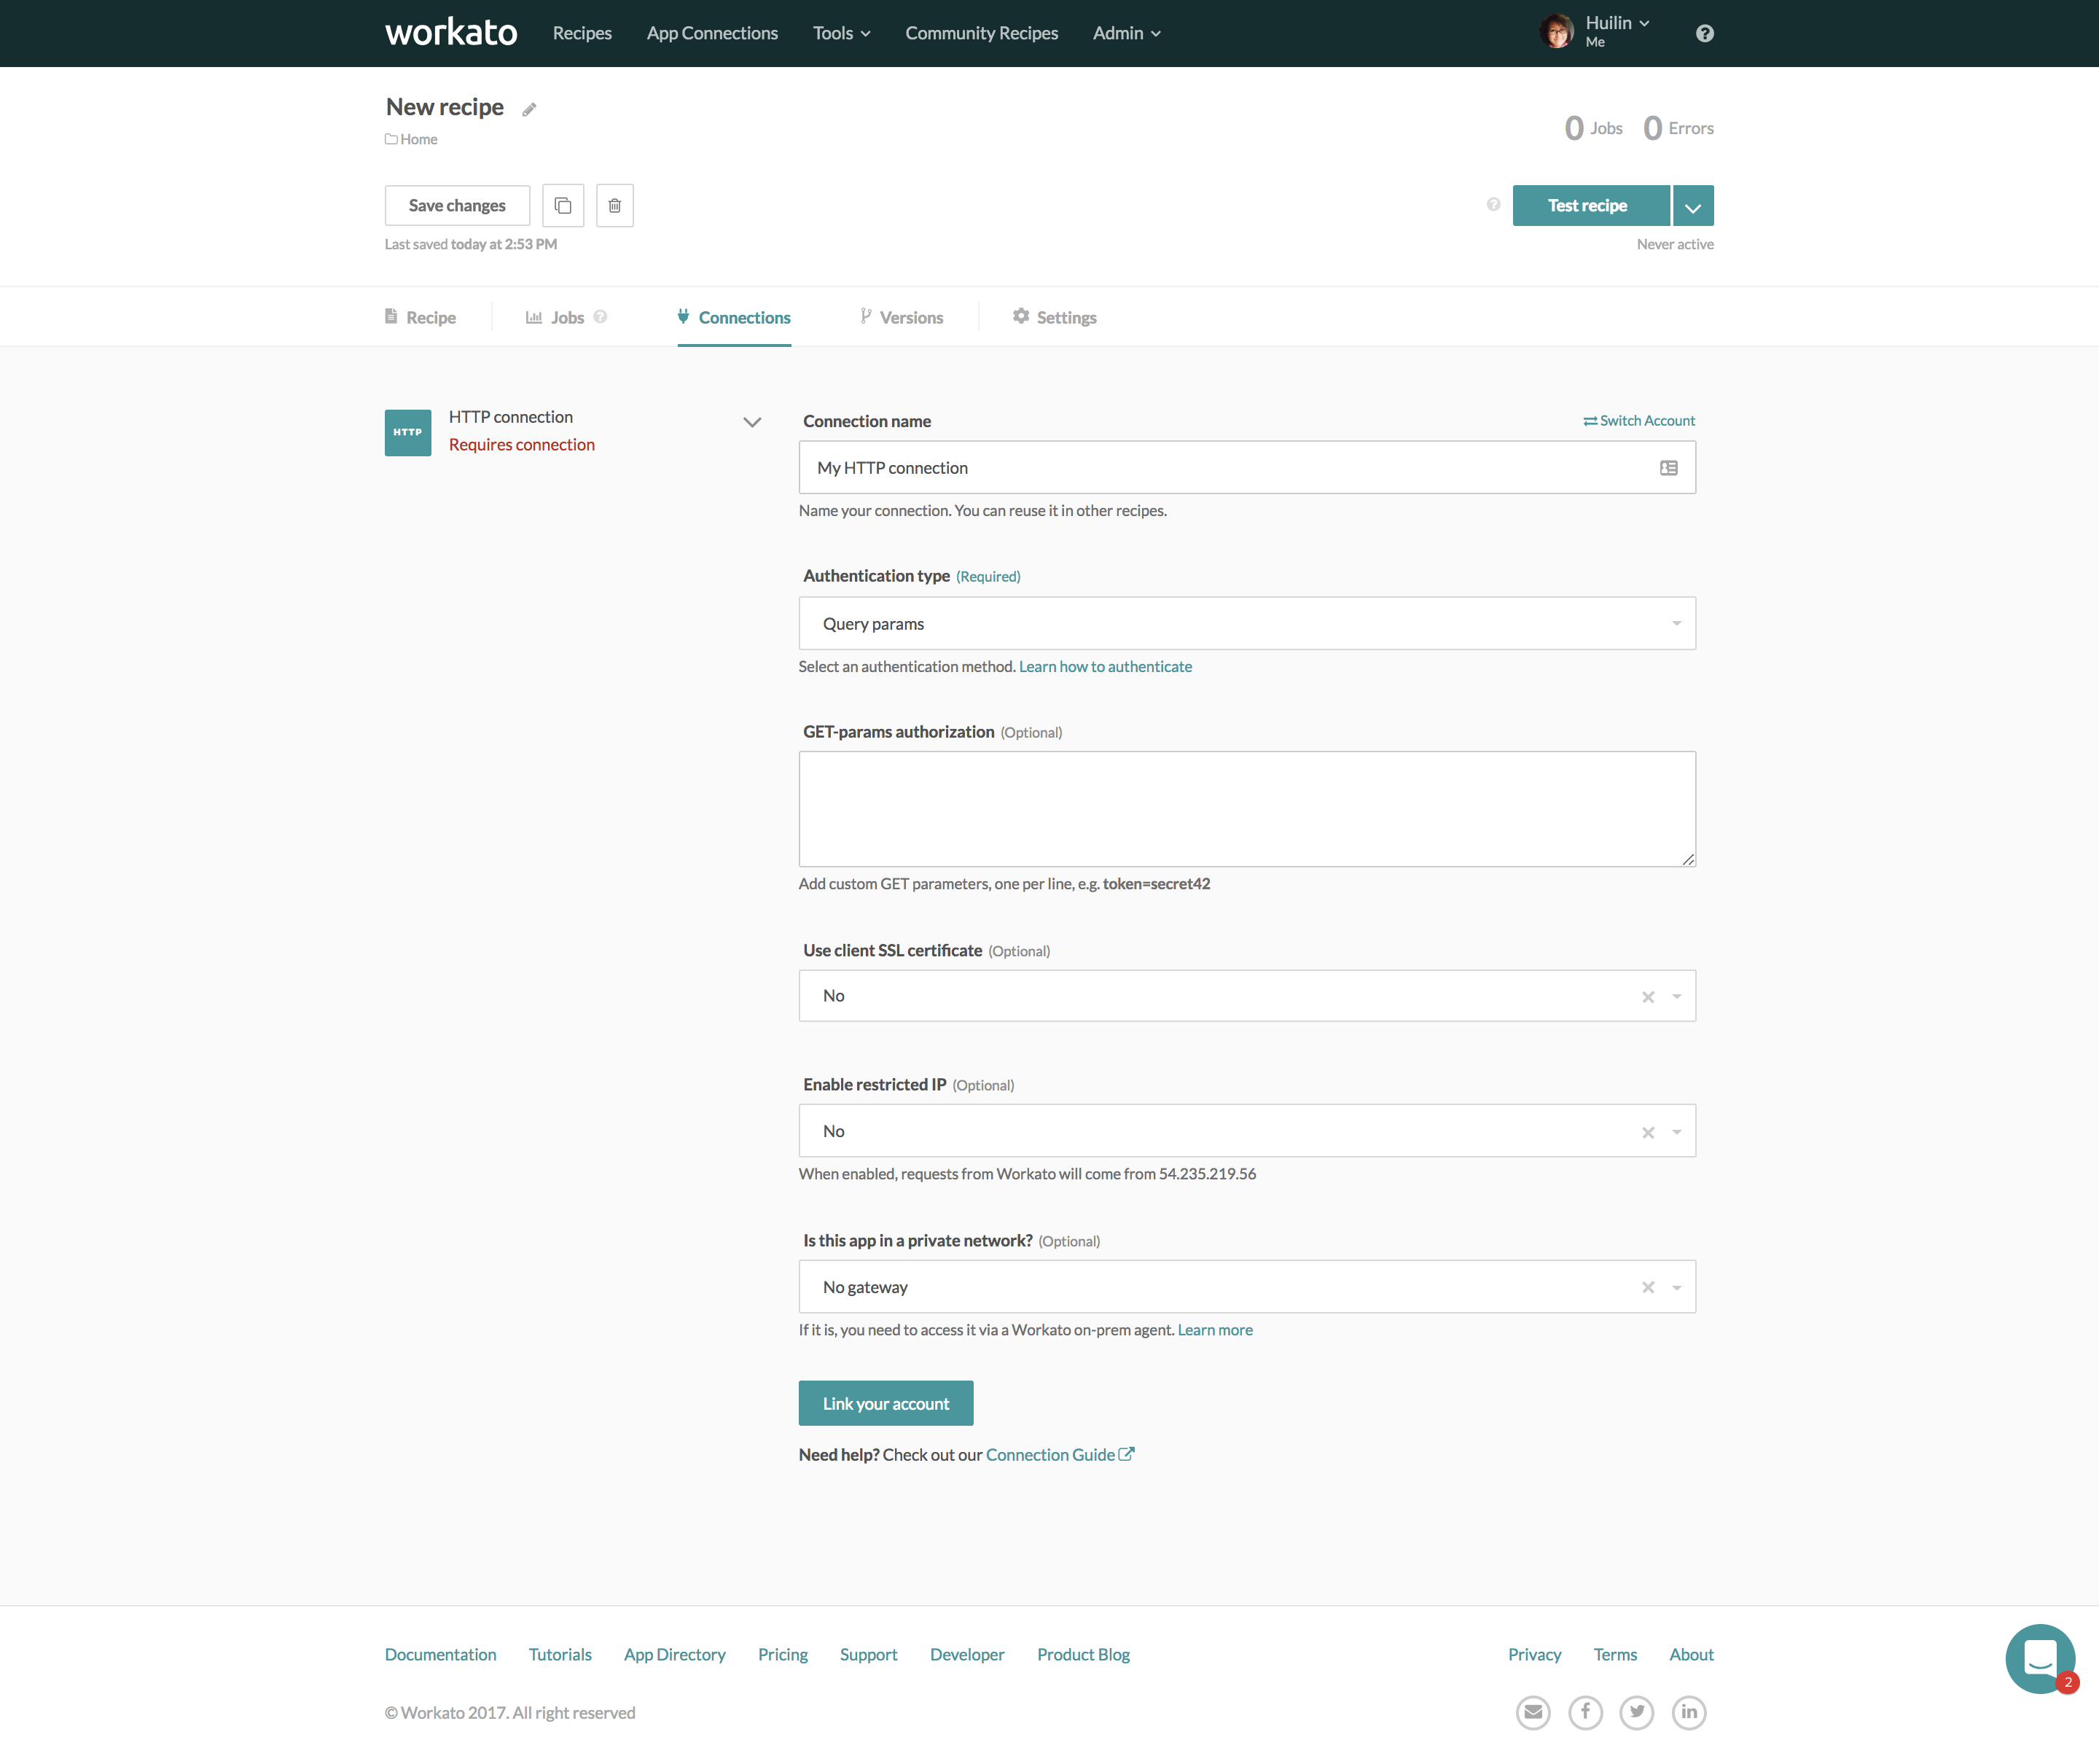 workato
Recipes
App Connections
Tools
Community Recipes
Admin
Huilin
Me
New recipe
Home
0 Jobs
0 Errors
Save changes
Last saved today at 2:53 PM
Test recipe
Never active
Recipe
Jobs
Connections
Versions
Settings
HTTP
HTTP connection
Requires connection
Connection name
Switch Account
My HTTP connection
Name your connection. You can reuse it in other recipes.
Authentication type (Required)
Query params
Select an authentication method. Learn how to authenticate
GET-params authorization (Optional)
Add custom GET parameters, one per line, e.g. token=secret42
Use client SSL certificate (Optional)
No
Enable restricted IP (Optional)
No
When enabled, requests from Workato will come from 54.235.219.56
Is this app in a private network? (Optional)
No gateway
If it is, you need to access it via a Workato on-prem agent. Learn more
Link your account
Need help? Check out our Connection Guide
Documentation
Tutorials
App Directory
Pricing
Support
Developer
Product Blog
Privacy
Terms
About
2
© Workato 2017. All right reserved